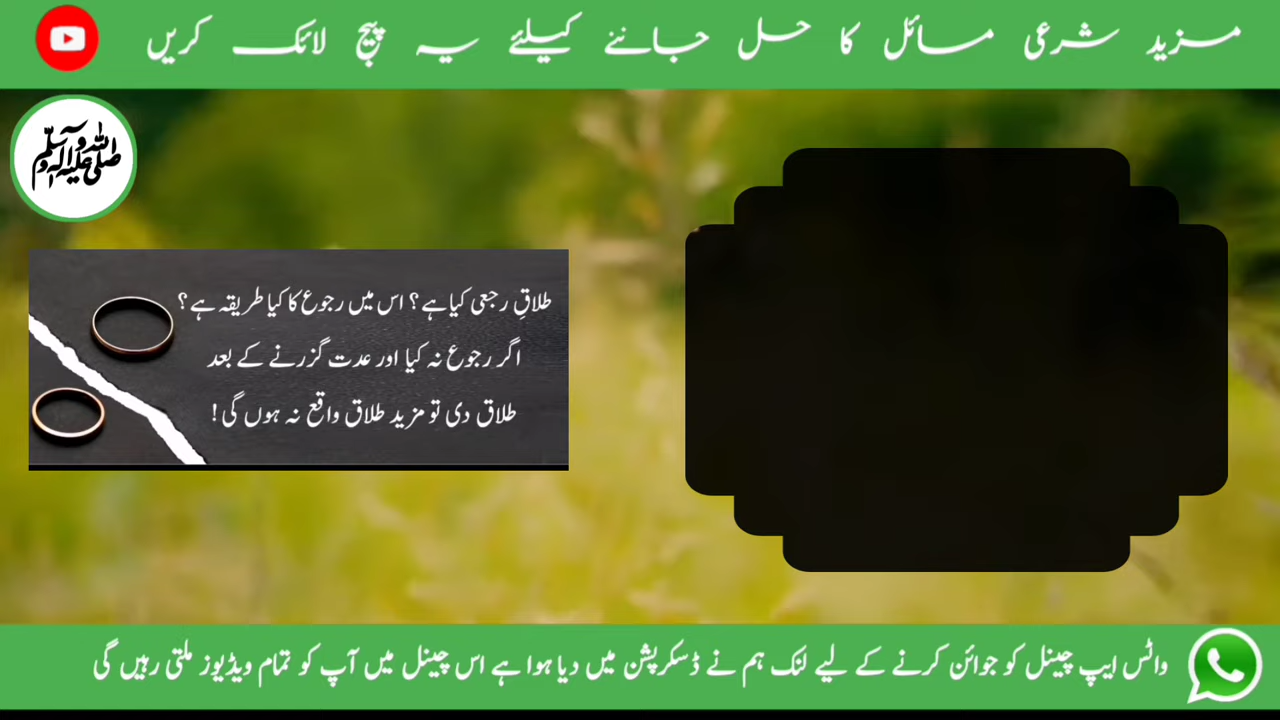 مزید شرعی مسائل کا حل جاننے کیلئے یہ پیج لائک کریں
صلی اللہ علیہ وآلہ وسلم
طلاقِ رجعی کیا ہے؟ اس میں رجوع کا کیا طریقہ ہے؟
اگر رجوع نہ کیا اور عدت گزرنے کے بعد
طلاق دی تو مزید طلاق واقع نہ ہوں گی!
واٹس ایپ چینل کو جوائن کرنے کے لیے لنک ہم نے ڈسکرپشن میں دیا ہوا ہے اس چینل میں آپ کو تمام ویڈیوز ملتی رہیں گی